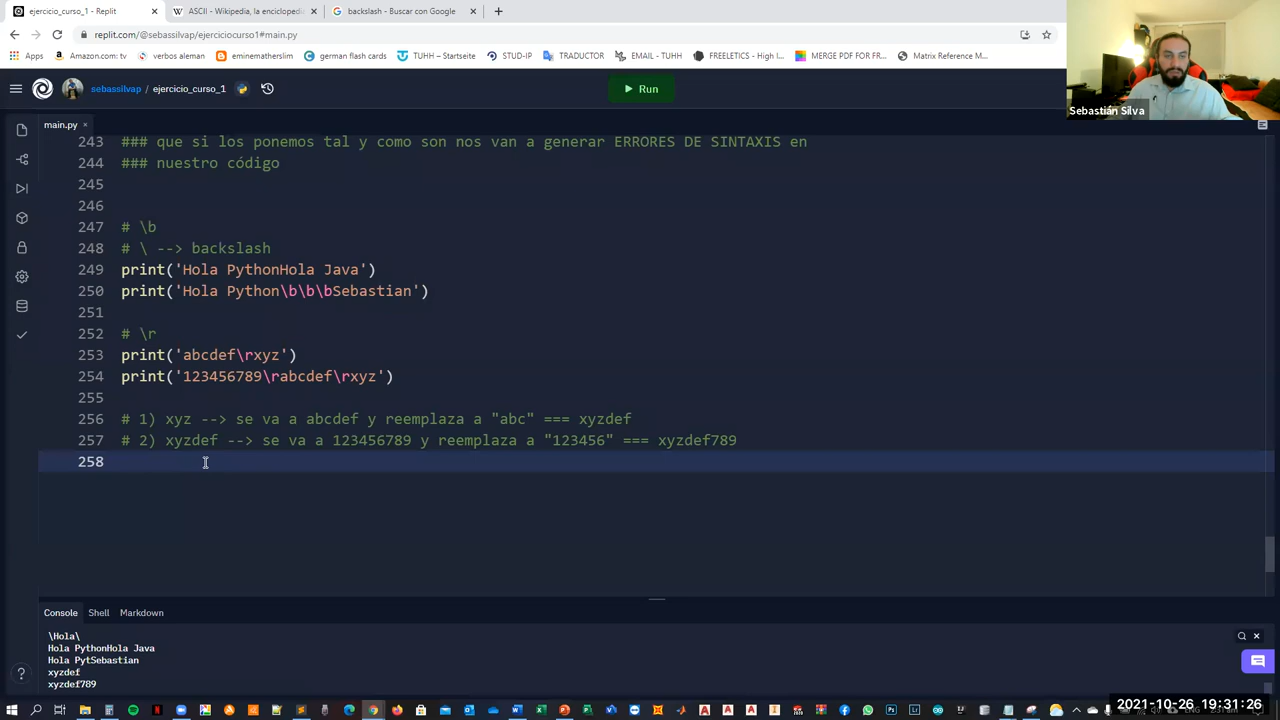 ejercicio_curso_1 - Replit
ASCII - Wikipedia, la enciclopedi
backslash - Buscar con Google
replit.com/@sebassilvap/ejerciciocurso1#main.py
Apps
Amazon.com: tv
verbos aleman
eminemattherslim
german flash cards
TUHH – Startseite
STUD-IP
TRADUCTOR
EMAIL - TUHH
FREELETICS - High I...
MERGE PDF FOR FR...
Matrix Reference M...
Sebastián Silva
sebassilvap / ejercicio_curso_1
Run
main.py
243 ### que si los ponemos tal y como son nos van a generar ERRORES DE SINTAXIS en
244 ### nuestro código
245
246
247 # \b
248 # \ --> backslash
249 print('Hola PythonHola Java')
250 print('Hola Python\b\b\bSebastian')
251
252 # \r
253 print('abcdef\rxyz')
254 print('123456789\rabcdef\rxyz')
255
256 # 1) xyz --> se va a abcdef y reemplaza a "abc" === xyzdef
257 # 2) xyzdef --> se va a 123456789 y reemplaza a "123456" === xyzdef789
258
Console
Shell
Markdown
\Hola\
Hola PythonHola Java
Hola PytSebastian
xyzdef
xyzdef789
2021-10-26 19:31:26